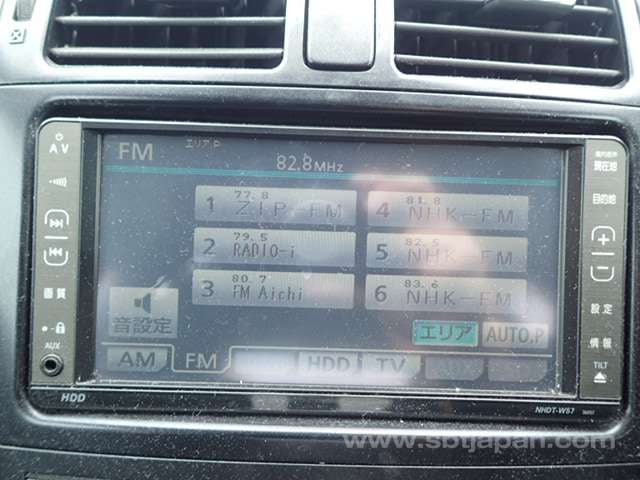 AV
画質
AUX
FM エリアP
82.8MHz
1 77.8 ZIP-FM
2 79.5 RADIO-i
3 80.7 FM Aichi
4 81.8 NHK-FM
5 82.5 NHK-FM
6 83.6 NHK-FM
音設定
エリア AUTO.P
AM FM HDD TV
現在地
目的地
設定
情報
TILT
HDD
NHDT-W57
www.sbtjapan.com